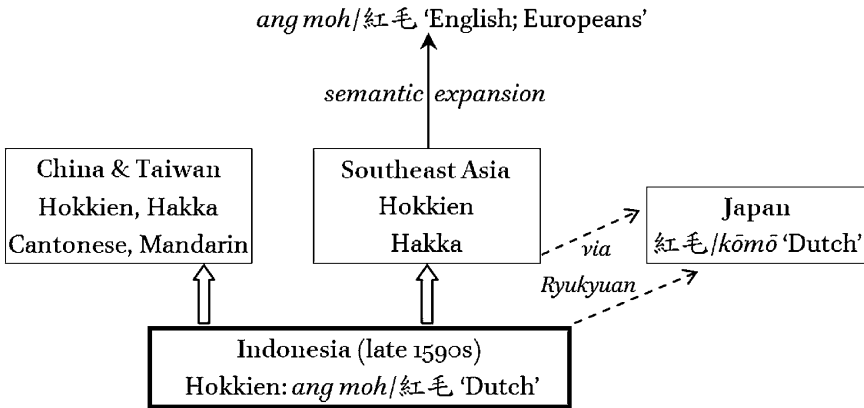 ang moh/紅毛 ‘English; Europeans’
semantic expansion
China & Taiwan
Hokkien, Hakka
Cantonese, Mandarin
Southeast Asia
Hokkien
Hakka
via
Ryukyuan
Japan
紅毛/kōmō ‘Dutch’
Indonesia (late 1590s)
Hokkien: ang moh/紅毛 ‘Dutch’